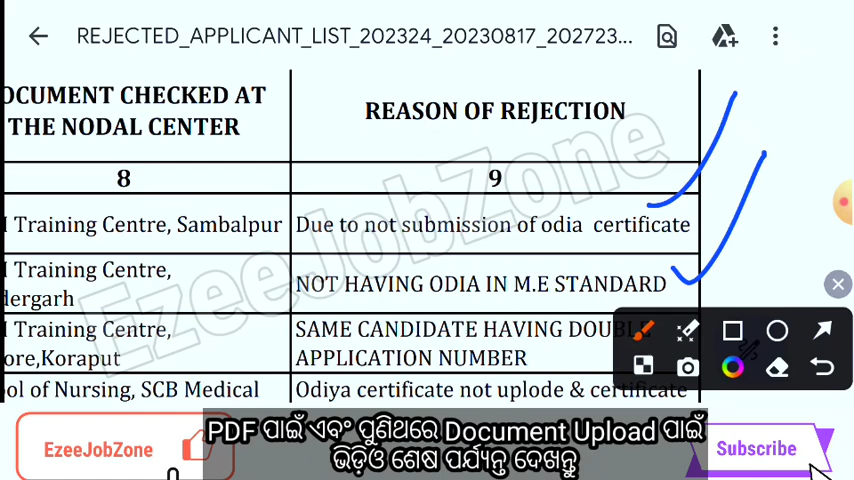 REJECTED_APPLICANT_LIST_202324_20230817_202723...
OCUMENT CHECKED AT
THE NODAL CENTER
REASON OF REJECTION
8
9
Training Centre, Sambalpur
Due to not submission of odia certificate
Training Centre,
dergarh
NOT HAVING ODIA IN M.E STANDARD
Training Centre,
ore,Koraput
SAME CANDIDATE HAVING DOUBLE
APPLICATION NUMBER
ol of Nursing, SCB Medical
Odiya certificate not uplode & certificate
EzeeJobZone
EzeeJobZone
PDF ପାଇଁ ଏବଂ ପୁଣିଥରେ Document Upload ପାଇଁ
ଭିଡ଼ିଓ ଶେଷ ପର୍ଯ୍ୟନ୍ତ ଦେଖନ୍ତୁ
Subscribe